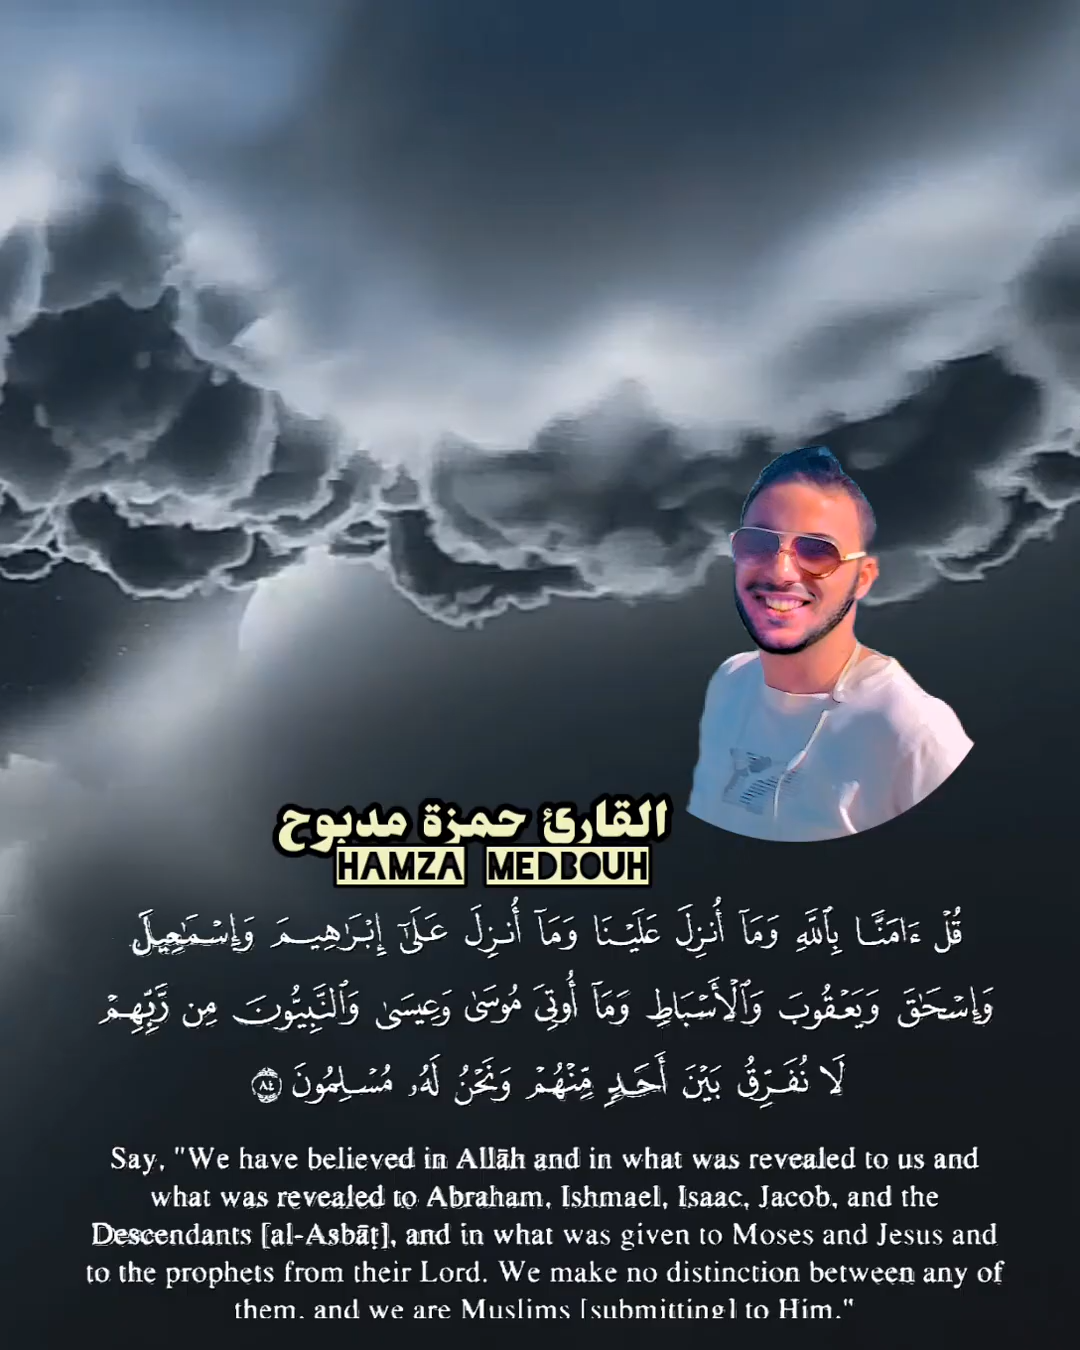 القارئ حمزة مدبوح
HAMZA MEDBOUH
قُلْ ءَامَنَّا بِٱللَّهِ وَمَآ أُنزِلَ عَلَيْنَا وَمَآ أُنزِلَ عَلَىٰٓ إِبْرَٰهِيمَ وَإِسْمَٰعِيلَ
وَإِسْحَٰقَ وَيَعْقُوبَ وَٱلْأَسْبَاطِ وَمَآ أُوتِىَ مُوسَىٰ وَعِيسَىٰ وَٱلنَّبِيُّونَ مِن رَّبِّهِمْ
لَا نُفَرِّقُ بَيْنَ أَحَدٍ مِّنْهُمْ وَنَحْنُ لَهُۥ مُسْلِمُونَ ٨٤
Say, "We have believed in Allāh and in what was revealed to us and
what was revealed to Abraham, Ishmael, Isaac, Jacob, and the
Descendants [al-Asbāṭ], and in what was given to Moses and Jesus and
to the prophets from their Lord. We make no distinction between any of
them, and we are Muslims [submitting] to Him."